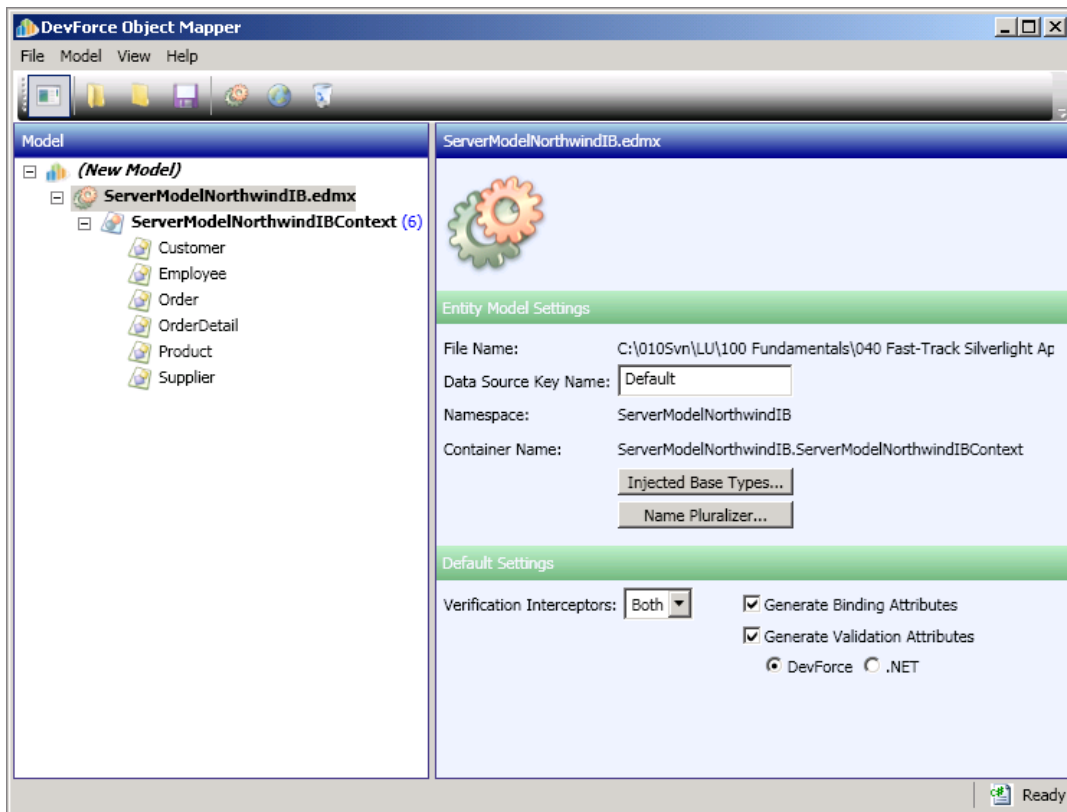 DevForce Object Mapper
File Model View Help
Model
(New Model)
ServerModelNorthwindIB.edmx
ServerModelNorthwindIBContext (6)
Customer
Employee
Order
OrderDetail
Product
Supplier
ServerModelNorthwindIB.edmx
Entity Model Settings
File Name: C:\010Svn\LU\100 Fundamentals\040 Fast-Track Silverlight Ap
Data Source Key Name: Default
Namespace: ServerModelNorthwindIB
Container Name: ServerModelNorthwindIB.ServerModelNorthwindIBContext
Injected Base Types...
Name Pluralizer...
Default Settings
Verification Interceptors: Both Generate Binding Attributes
Generate Validation Attributes
DevForce .NET
C# Ready